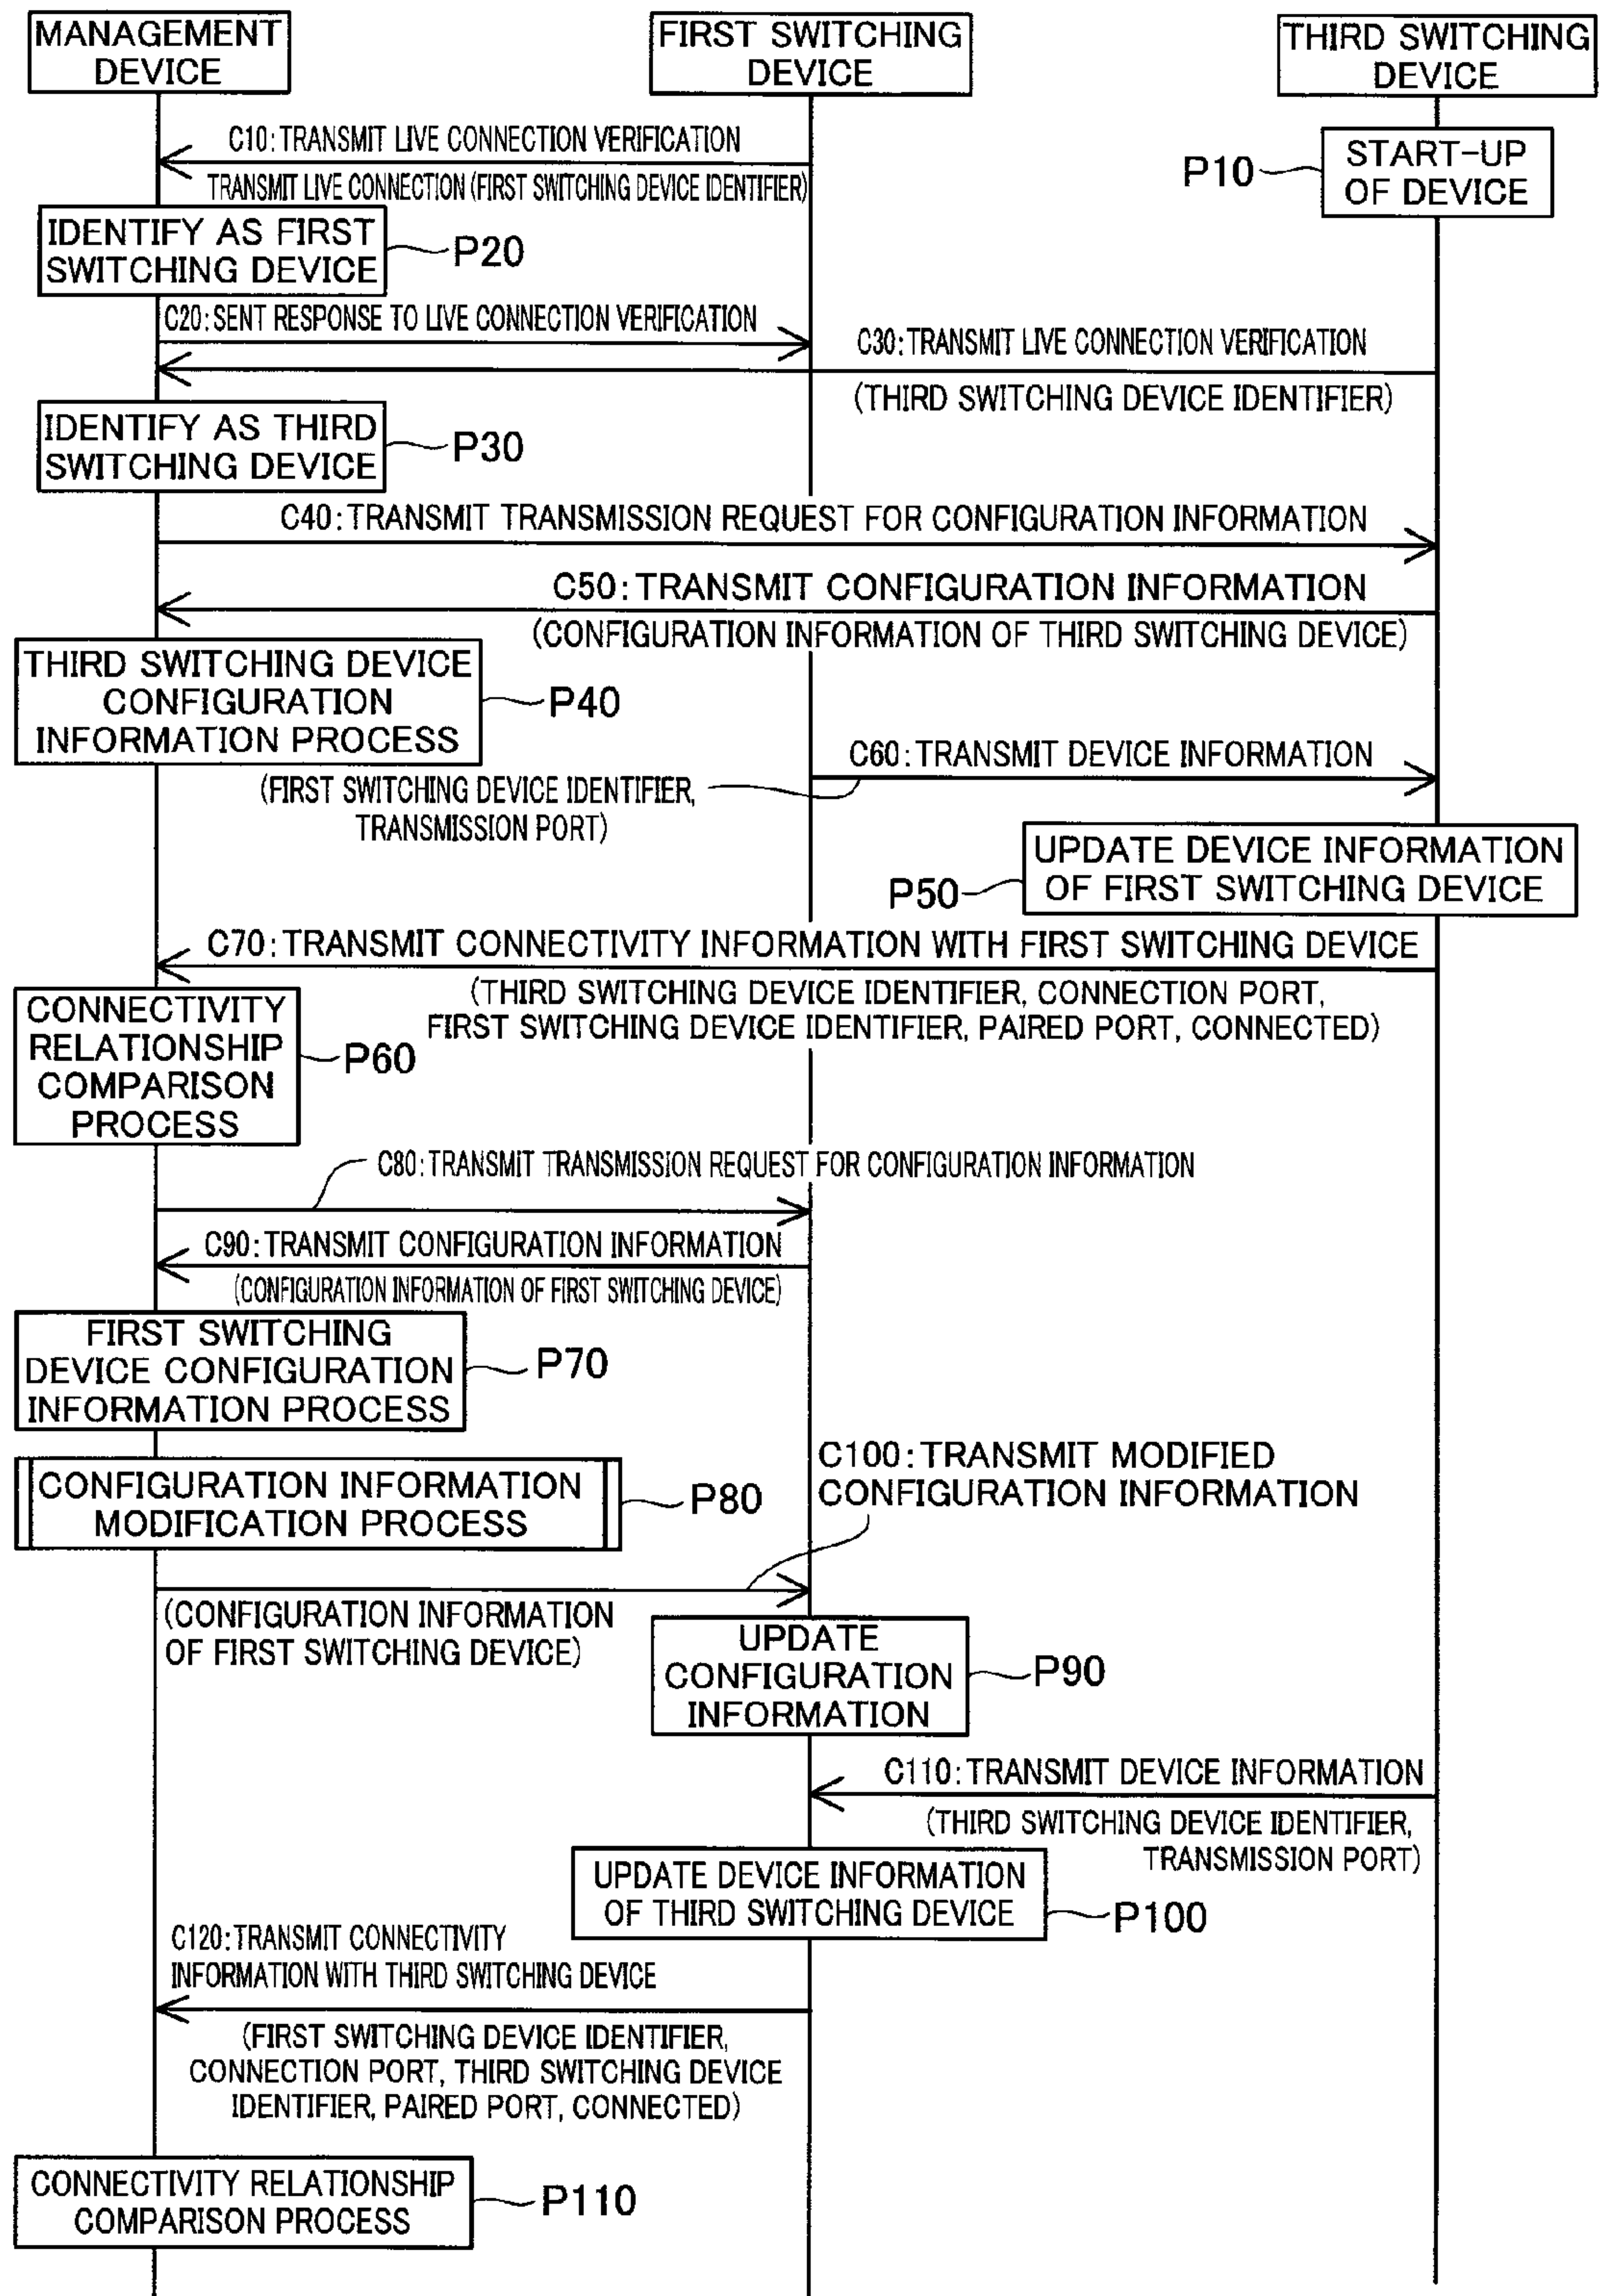 MANAGEMENT
DEVICE
FIRST SWITCHING
DEVICE
THIRD SWITCHING
DEVICE
C10:TRANSMIT LIVE CONNECTION VERIFICATION
TRANSMIT LIVE CONNECTION (FIRST SWITCHING DEVICE IDENTIFIER)
P10
START-UP
OF DEVICE
IDENTIFY AS FIRST
SWITCHING DEVICE
P20
C20:SENT RESPONSE TO LIVE CONNECTION VERIFICATION
C30:TRANSMIT LIVE CONNECTION VERIFICATION
(THIRD SWITCHING DEVICE IDENTIFIER)
IDENTIFY AS THIRD
SWITCHING DEVICE
P30
C40:TRANSMIT TRANSMISSION REQUEST FOR CONFIGURATION INFORMATION
C50:TRANSMIT CONFIGURATION INFORMATION
(CONFIGURATION INFORMATION OF THIRD SWITCHING DEVICE)
THIRD SWITCHING DEVICE
CONFIGURATION
INFORMATION PROCESS
P40
C60:TRANSMIT DEVICE INFORMATION
(FIRST SWITCHING DEVICE IDENTIFIER,
TRANSMISSION PORT)
UPDATE DEVICE INFORMATION
OF FIRST SWITCHING DEVICE
P50
C70:TRANSMIT CONNECTIVITY INFORMATION WITH FIRST SWITCHING DEVICE
(THIRD SWITCHING DEVICE IDENTIFIER, CONNECTION PORT,
FIRST SWITCHING DEVICE IDENTIFIER, PAIRED PORT, CONNECTED)
CONNECTIVITY
RELATIONSHIP
COMPARISON
PROCESS
P60
C80:TRANSMIT TRANSMISSION REQUEST FOR CONFIGURATION INFORMATION
C90:TRANSMIT CONFIGURATION INFORMATION
(CONFIGURATION INFORMATION OF FIRST SWITCHING DEVICE)
FIRST SWITCHING
DEVICE CONFIGURATION
INFORMATION PROCESS
P70
CONFIGURATION INFORMATION
MODIFICATION PROCESS
P80
C100:TRANSMIT MODIFIED
CONFIGURATION INFORMATION
(CONFIGURATION INFORMATION
OF FIRST SWITCHING DEVICE)
UPDATE
CONFIGURATION
INFORMATION
P90
C110:TRANSMIT DEVICE INFORMATION
(THIRD SWITCHING DEVICE IDENTIFIER,
TRANSMISSION PORT)
UPDATE DEVICE INFORMATION
OF THIRD SWITCHING DEVICE
P100
C120:TRANSMIT CONNECTIVITY
INFORMATION WITH THIRD SWITCHING DEVICE
(FIRST SWITCHING DEVICE IDENTIFIER,
CONNECTION PORT, THIRD SWITCHING DEVICE
IDENTIFIER, PAIRED PORT, CONNECTED)
CONNECTIVITY RELATIONSHIP
COMPARISON PROCESS
P110